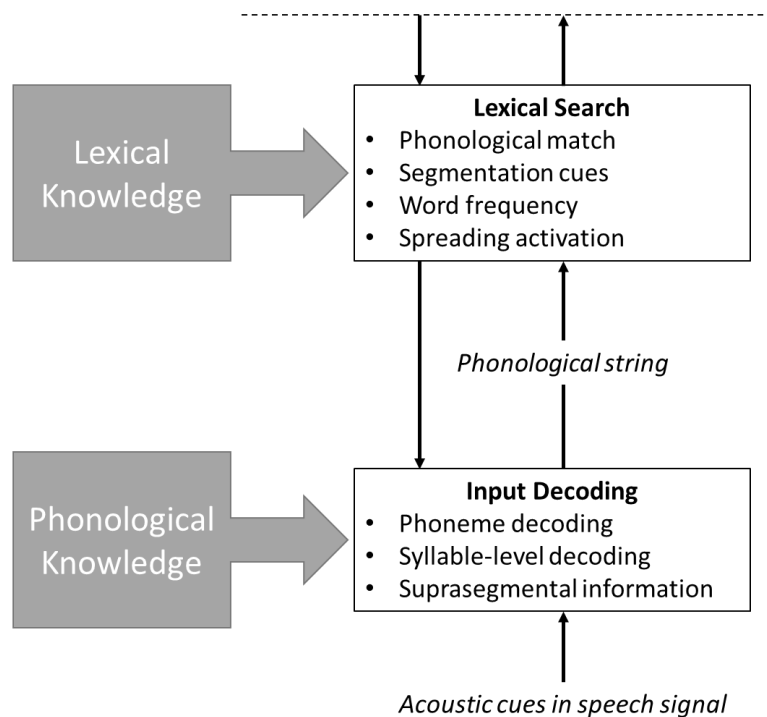 Lexical
Knowledge
Lexical Search
• Phonological match
• Segmentation cues
• Word frequency
• Spreading activation
Phonological string
Phonological
Knowledge
Input Decoding
• Phoneme decoding
• Syllable-level decoding
• Suprasegmental information
Acoustic cues in speech signal